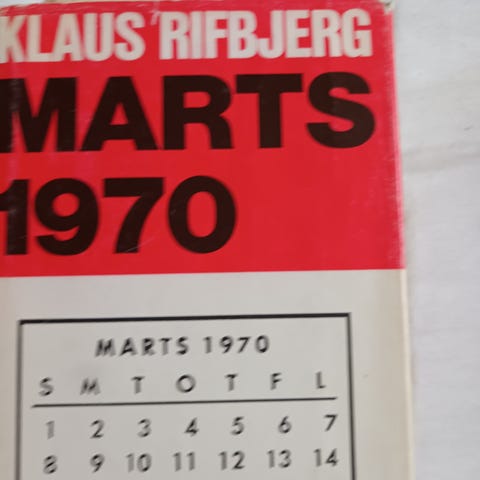 KLAUS RIFBJERG
MARTS
1970
MARTS 1970
S M T O T F L
1 2 3 4 5 6 7
8 9 10 11 12 13 14